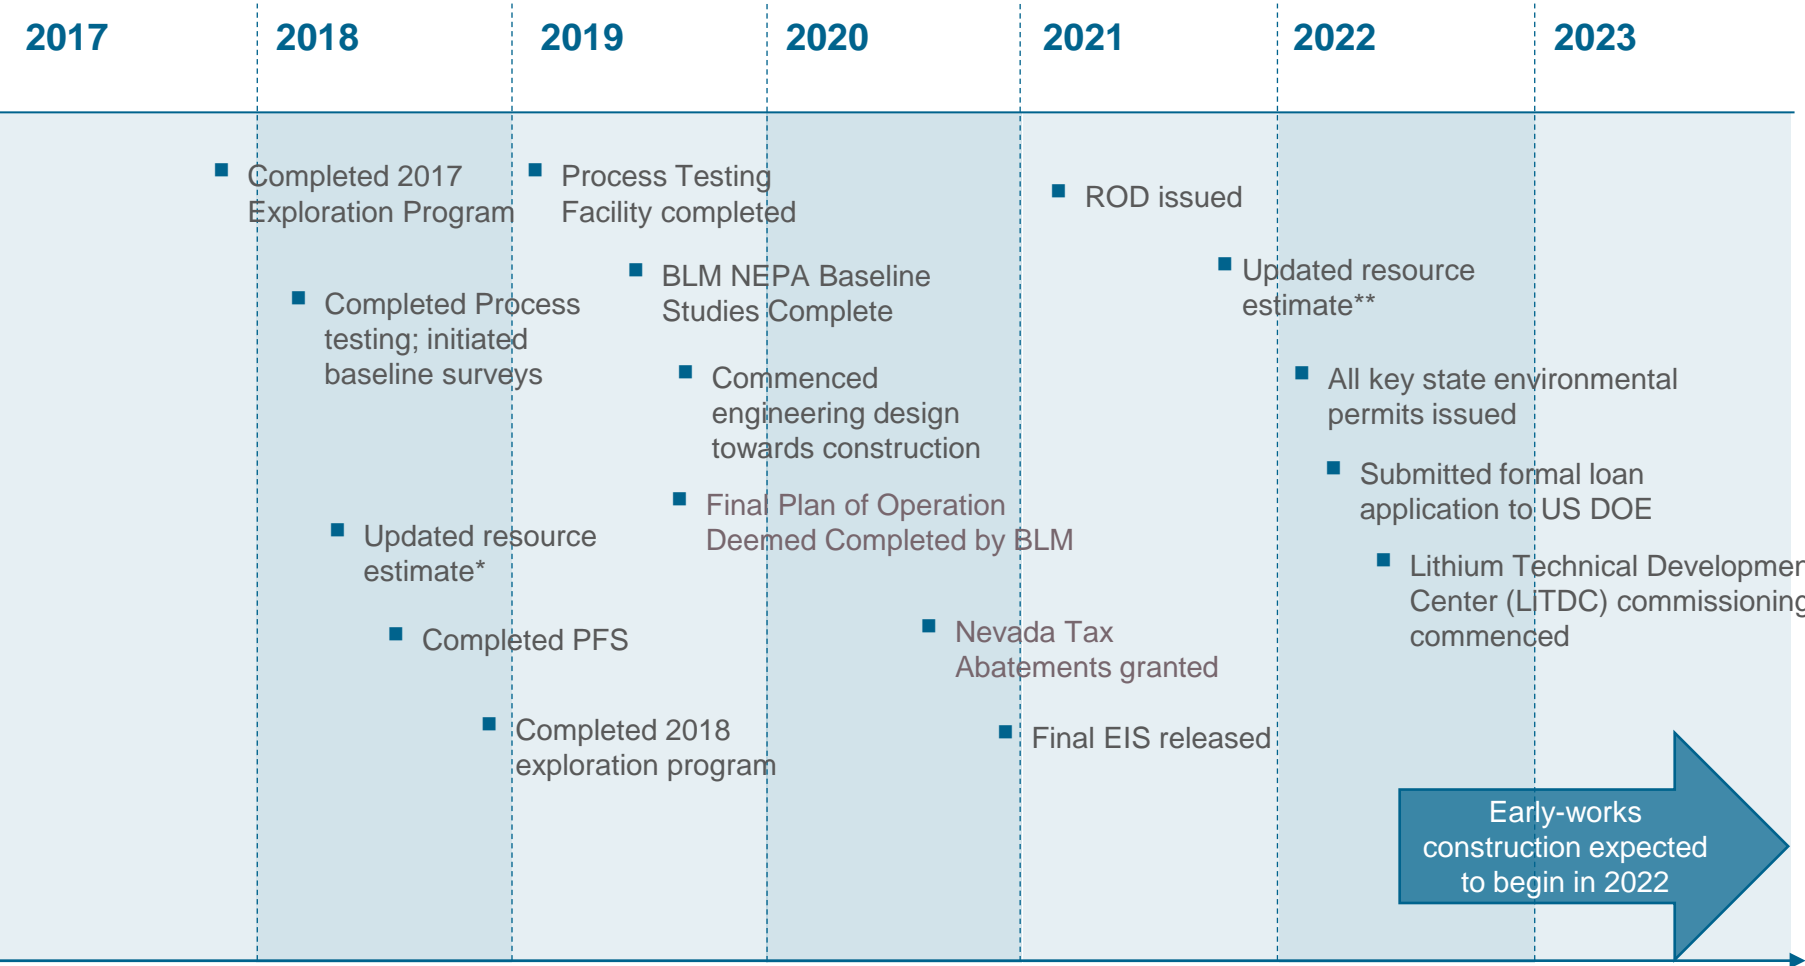 2017
2018
2019
2020
2021
2022
2023
Completed 2017
Exploration Program
Completed Process
testing; initiated
baseline surveys
Updated resource
estimate*
Completed PFS
Completed 2018
exploration program
Process Testing
Facility completed
BLM NEPA Baseline
Studies Complete
Commenced
engineering design
towards construction
Final Plan of Operation
Deemed Completed by BLM
Nevada Tax
Abatements granted
Final EIS released
ROD issued
Updated resource
estimate**
All key state environmental
permits issued
Submitted formal loan
application to US DOE
Lithium Technical Developmen
Center (LiTDC) commissioning
commenced
Early-works
construction expected
to begin in 2022